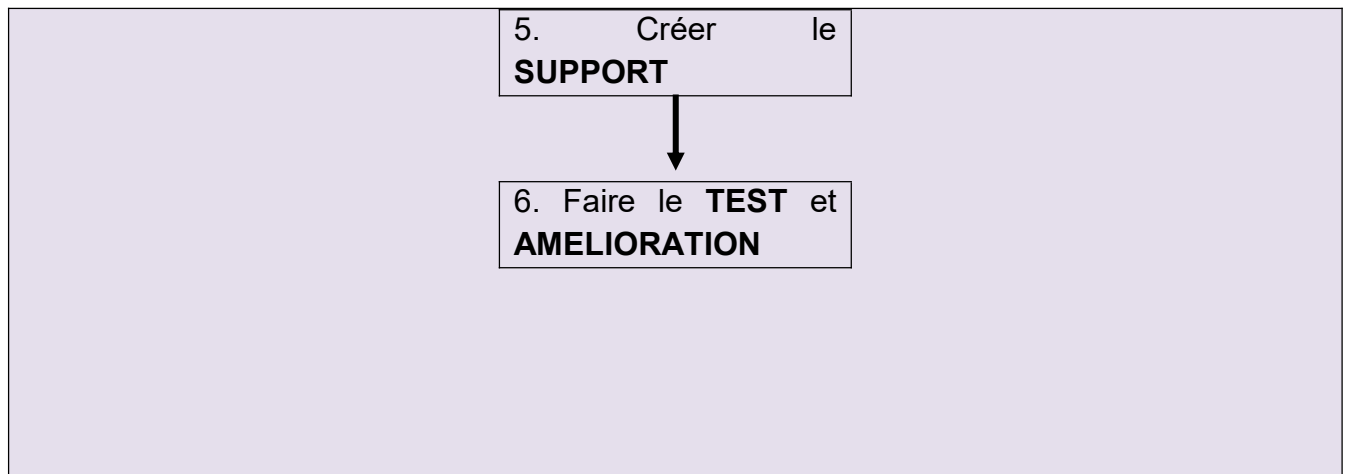 5. Créer le
SUPPORT
6. Faire le TEST et
AMELIORATION